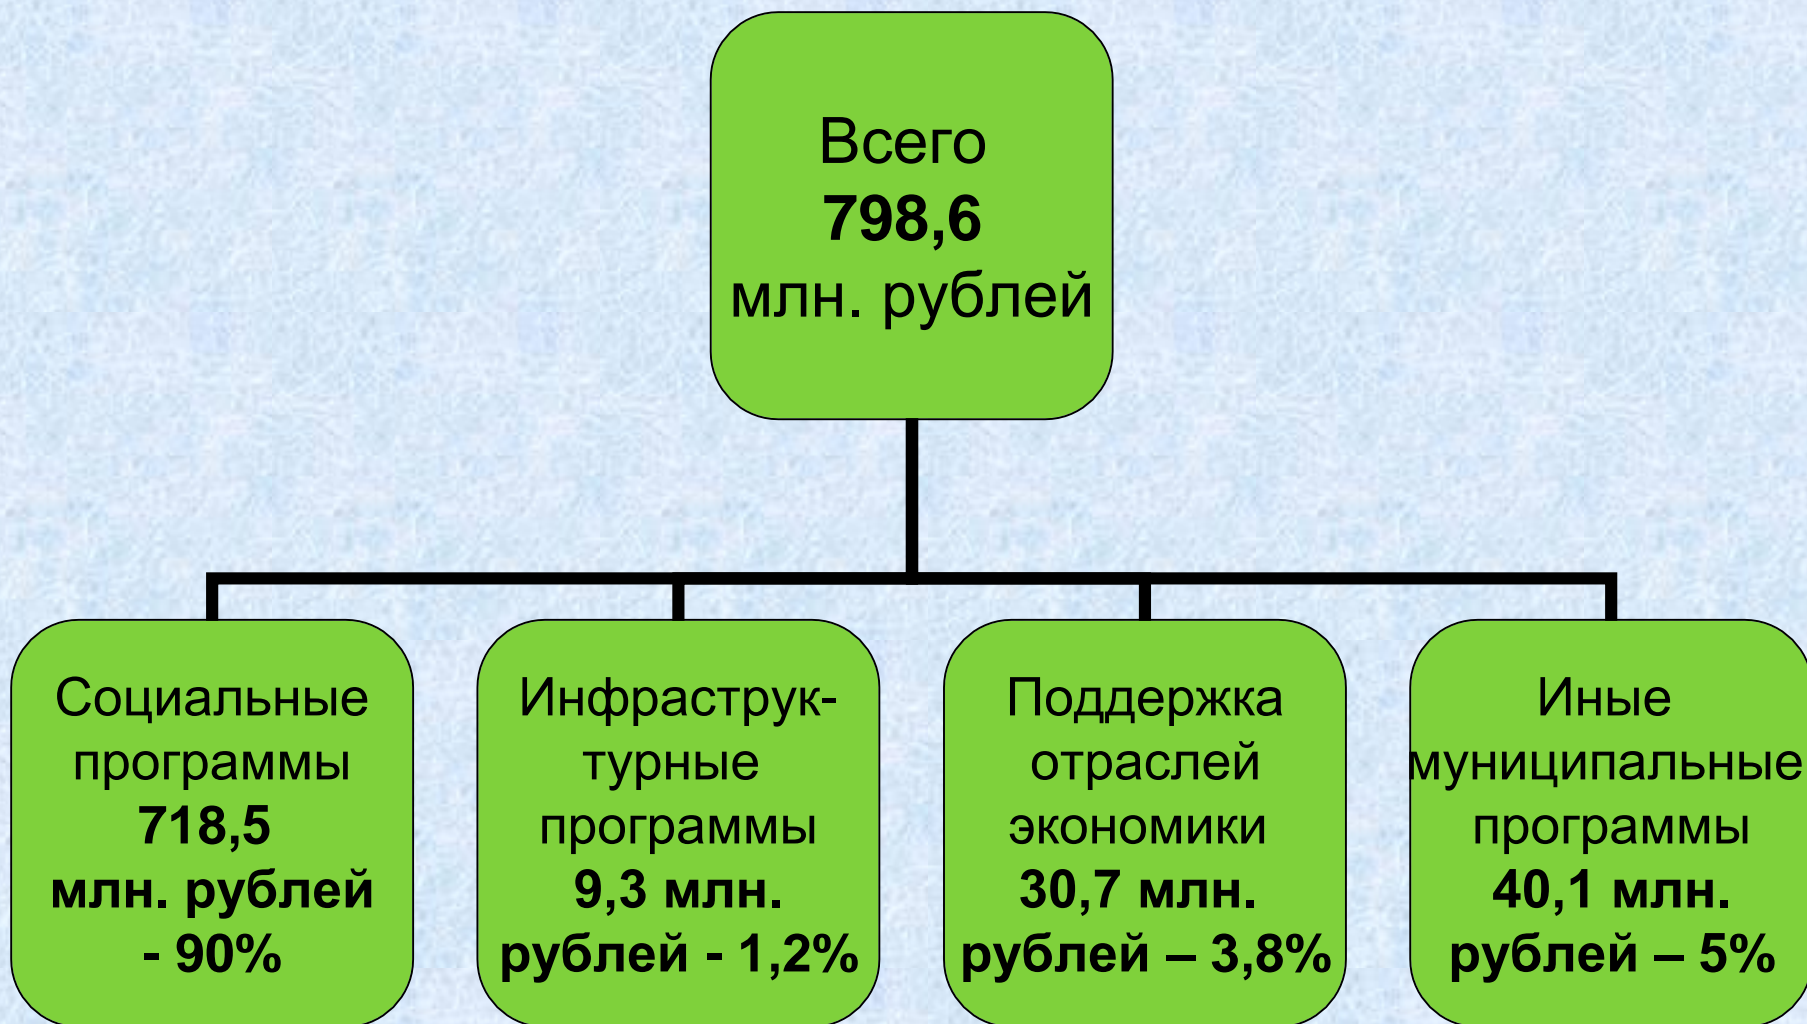 Всего
798,6
млн. рублей
Социальные
программы
718,5
млн. рублей
- 90%
Инфраструк-
турные
программы
9,3 млн.
рублей - 1,2%
Поддержка
отраслей
экономики
30,7 млн.
рублей – 3,8%
Иные
муниципальные
программы
40,1 млн.
рублей – 5%